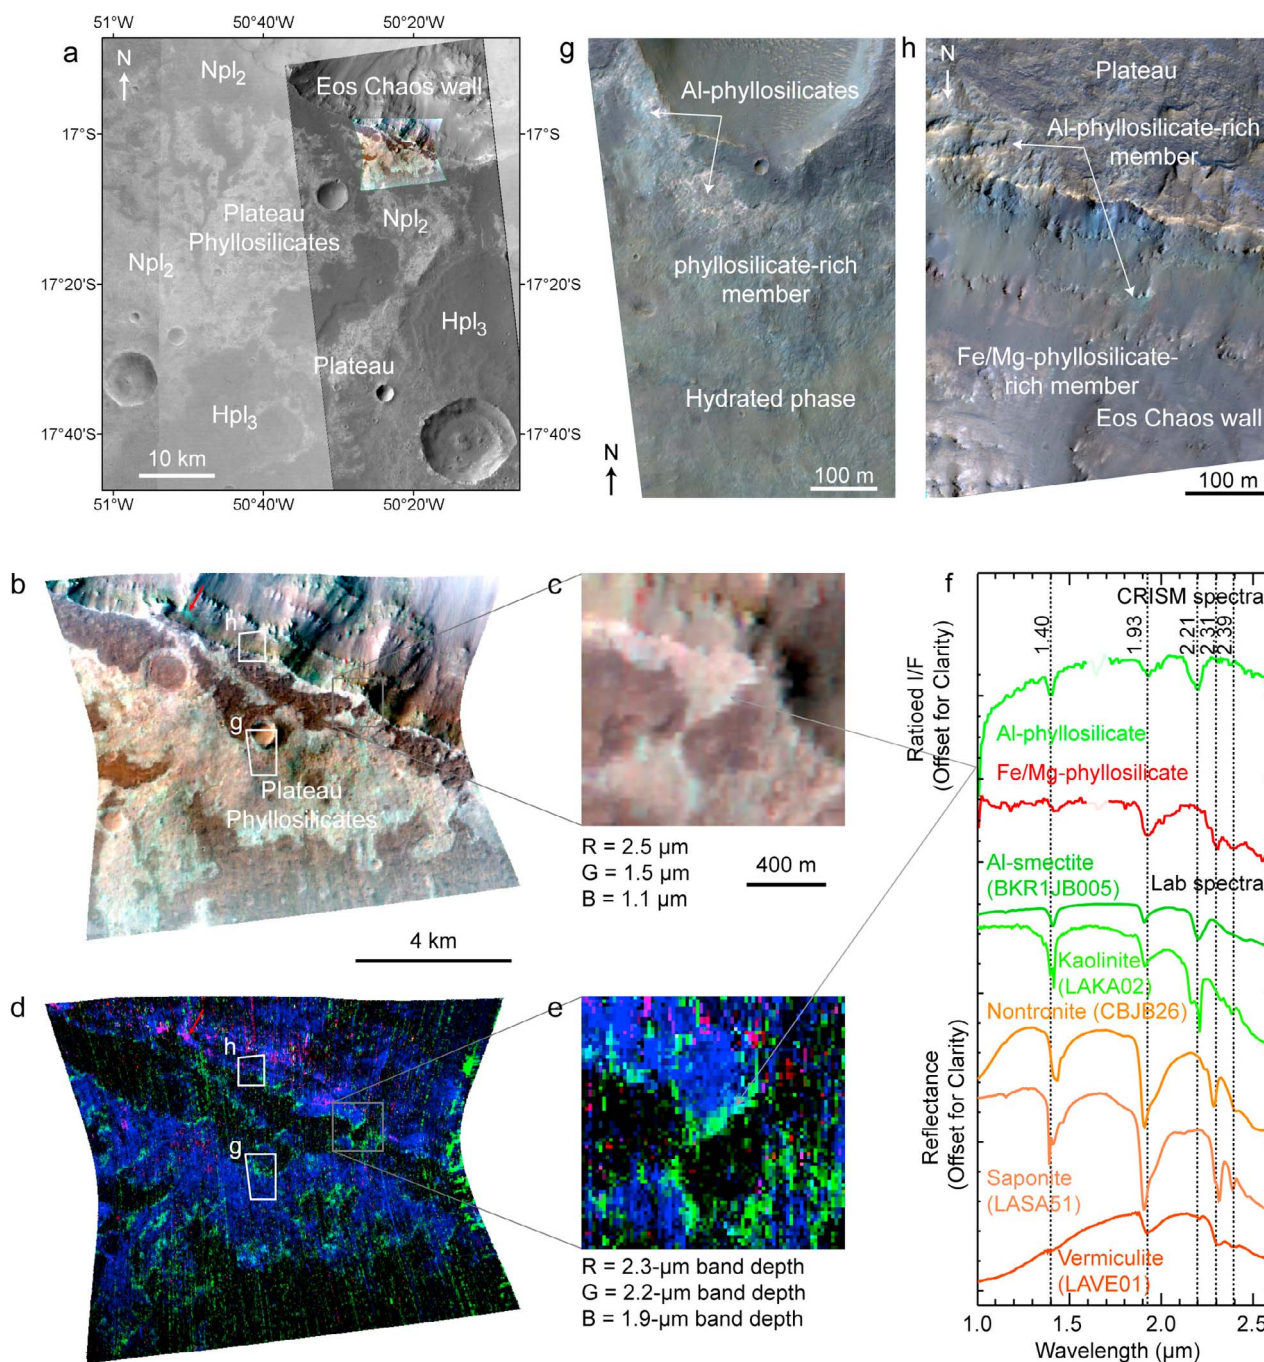 a
51°W 50°40'W 50°20'W
N
Npl2
Eos Chaos wall
17°S
17°S
Plateau
Phyllosilicates
Npl2
Npl2
17°20'S
17°20'S
Hpl3
Plateau
Hpl3
17°40'S
17°40'S
10 km
51°W 50°40'W 50°20'W
g
Al-phyllosilicates
phyllosilicate-rich
member
Hydrated phase
N
100 m
h
N
Plateau
Al-phyllosilicate-rich
member
Fe/Mg-phyllosilicate-
rich member
Eos Chaos wall
100 m
b
h
g
Plateau
Phyllosilicates
4 km
c
R = 2.5 µm
G = 1.5 µm
B = 1.1 µm
400 m
d
h
g
e
R = 2.3-µm band depth
G = 2.2-µm band depth
B = 1.9-µm band depth
f
CRISM spectra
1.40
1.93
2.21
2.31
2.39
Ratioed I/F
(Offset for Clarity)
Al-phyllosilicate
Fe/Mg-phyllosilicate
Al-smectite
(BKR1JB005)
Lab spectra
Kaolinite
(LAKA02)
Nontronite (CBJB26)
Reflectance
(Offset for Clarity)
Saponite
(LASA51)
Vermiculite
(LAVE01)
1.0 1.5 2.0 2.5
Wavelength (µm)